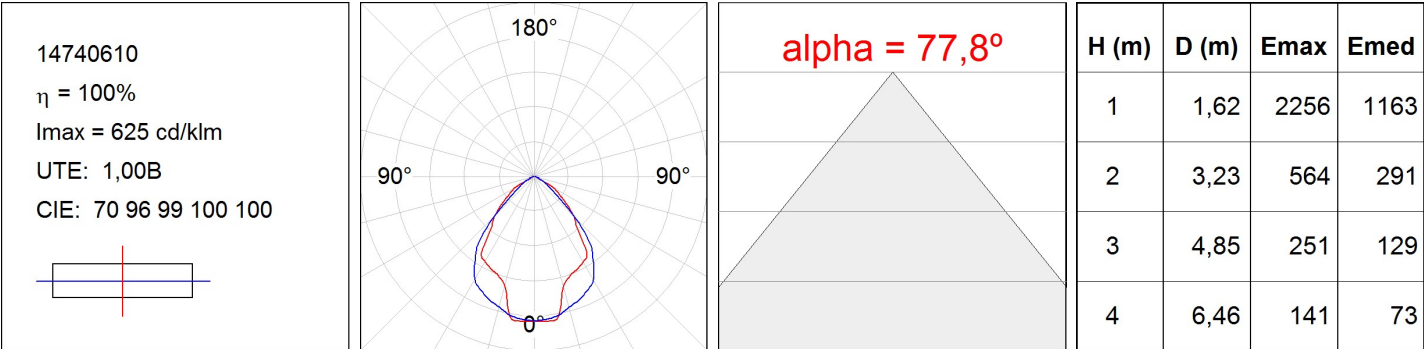 14740610
η = 100%
Imax = 625 cd/klm
UTE: 1,00B
CIE: 70 96 99 100 100
180°
90° 90°
0°
alpha = 77,8º
H (m) D (m) Emax Emed
1 1,62 2256 1163
2 3,23 564 291
3 4,85 251 129
4 6,46 141 73